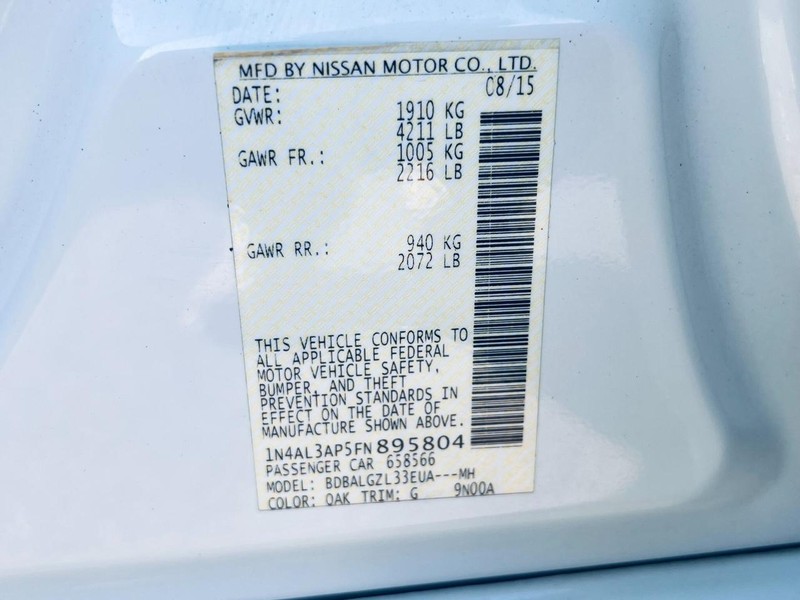 MFD BY NISSAN MOTOR CO., LTD.
DATE: 08/15
GVWR: 1910 KG
4211 LB
GAWR FR.: 1005 KG
2216 LB
GAWR RR.: 940 KG
2072 LB
THIS VEHICLE CONFORMS TO
ALL APPLICABLE FEDERAL
MOTOR VEHICLE SAFETY,
BUMPER, AND THEFT
PREVENTION STANDARDS IN
EFFECT ON THE DATE OF
MANUFACTURE SHOWN ABOVE.
1N4AL3AP5FN895804
PASSENGER CAR 658566
MODEL: BDBALGZL33EUA---MH
COLOR: QAK TRIM: G 9N00A